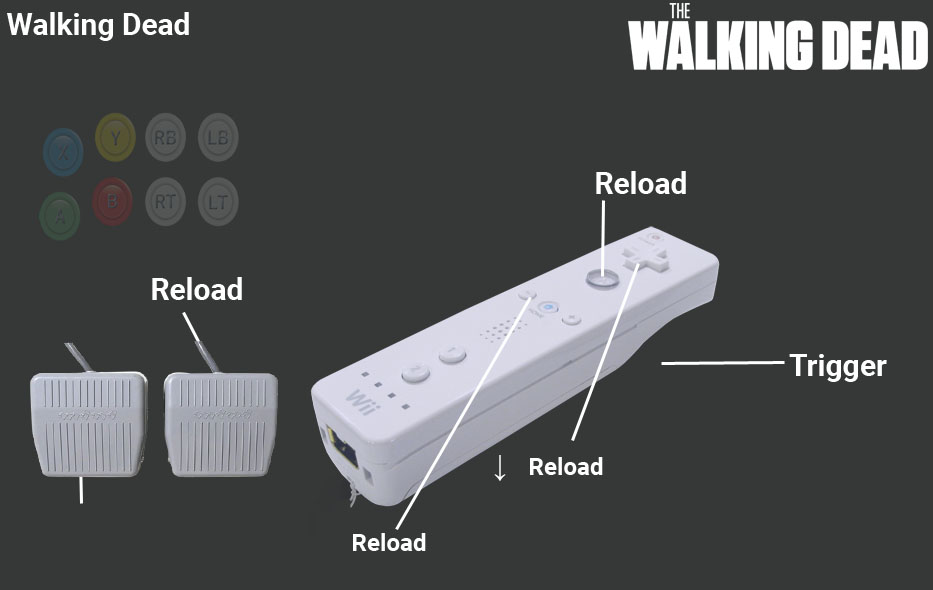 Walking Dead
THE
WALKING DEAD
X
Y
RB
LB
A
B
RT
LT
Reload
Reload
Trigger
Wii
↓ Reload
Reload